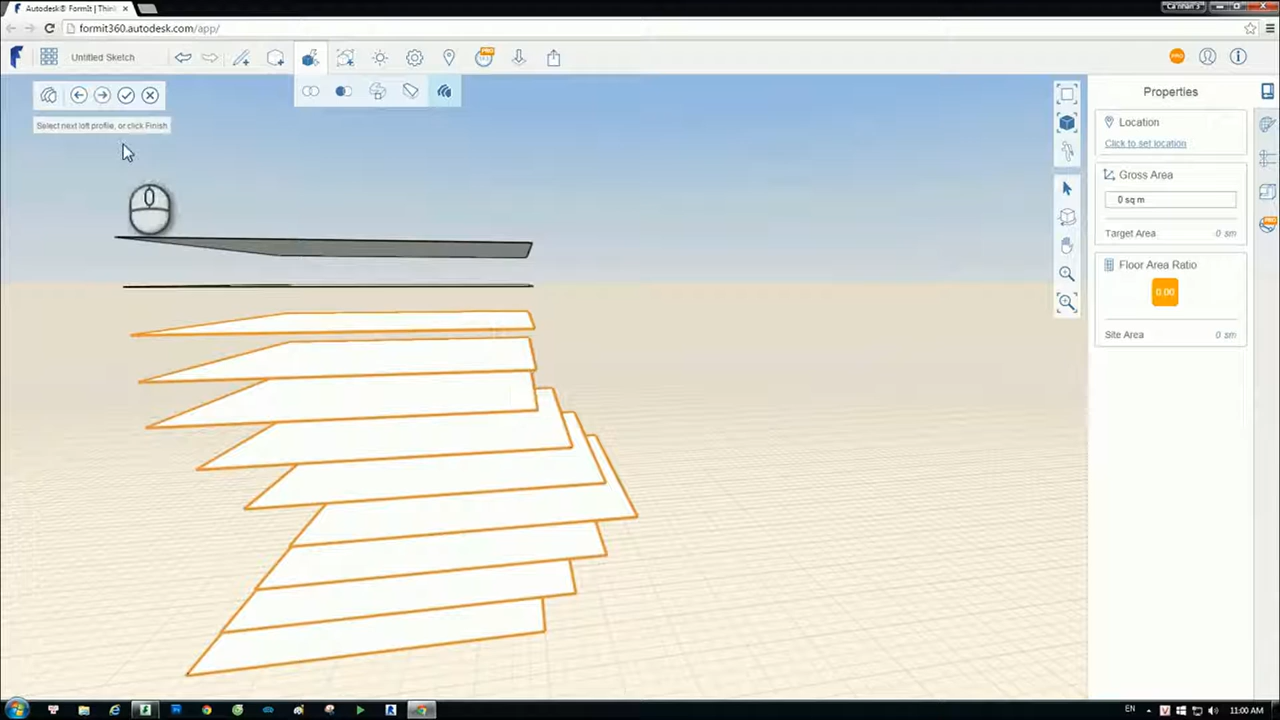 Autodesk® FormIt | Thin
formit360.autodesk.com/app/
Untitled Sketch
PRO
Select next loft profile, or click Finish
Properties
Location
Click to set location
Gross Area
0 sq m
Target Area
0 sm
Floor Area Ratio
0.00
Site Area
0 sm
EN
11:00 AM